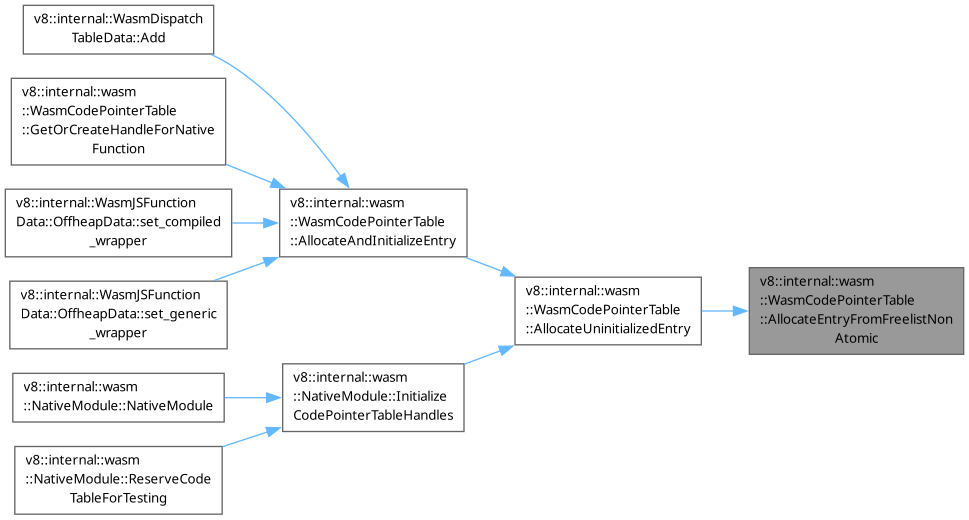 v8::internal::WasmDispatch
TableData::Add
v8::internal::wasm
::WasmCodePointerTable
::GetOrCreateHandleForNative
Function
v8::internal::WasmJSFunction
Data::OffheapData::set_compiled
_wrapper
v8::internal::WasmJSFunction
Data::OffheapData::set_generic
_wrapper
v8::internal::wasm
::NativeModule::NativeModule
v8::internal::wasm
::NativeModule::ReserveCode
TableForTesting
v8::internal::wasm
::WasmCodePointerTable
::AllocateAndInitializeEntry
v8::internal::wasm
::NativeModule::Initialize
CodePointerTableHandles
v8::internal::wasm
::WasmCodePointerTable
::AllocateUninitializedEntry
v8::internal::wasm
::WasmCodePointerTable
::AllocateEntryFromFreelistNon
Atomic